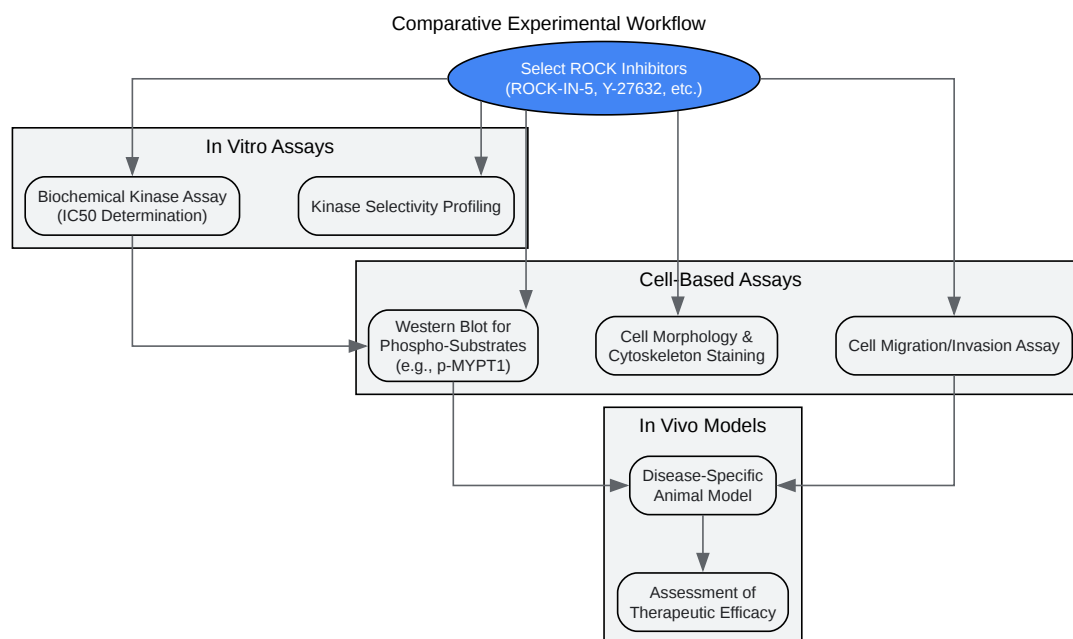 Comparative Experimental Workflow
Select ROCK Inhibitors
(ROCK-IN-5, Y-27632, etc.)
In Vitro Assays
Biochemical Kinase Assay
(IC50 Determination)
Kinase Selectivity Profiling
Cell-Based Assays
Western Blot for
Phospho-Substrates
(e.g., p-MYPT1)
Cell Morphology &
Cytoskeleton Staining
Cell Migration/Invasion Assay
In Vivo Models
Disease-Specific
Animal Model
Assessment of
Therapeutic Efficacy